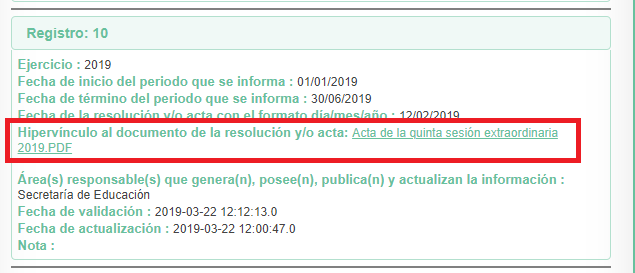 Registro: 10
Ejercicio : 2019
Fecha de inicio del periodo que se informa : 01/01/2019
Fecha de término del periodo que se informa : 30/06/2019
Fecha de la resolución y/o acta con el formato día/mes/año : 12/02/2019
Hipervínculo al documento de la resolución y/o acta: Acta de la quinta sesión extraordinaria
2019.PDF
Área(s) responsable(s) que genera(n), posee(n), publica(n) y actualizan la información :
Secretaría de Educación
Fecha de validación : 2019-03-22 12:12:13.0
Fecha de actualización : 2019-03-22 12:00:47.0
Nota :